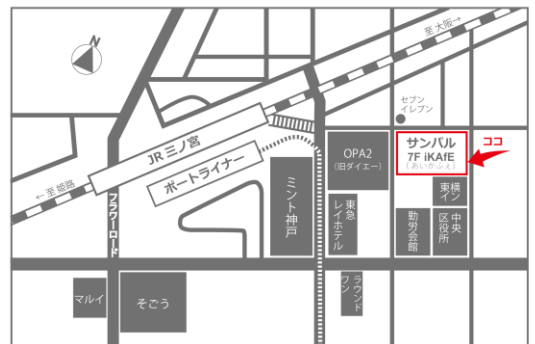 N
至 大阪→
セブン
イレブン
JR 三ノ宮
ポートライナー
← 至 姫路
フラワーロード
OPA2
(旧ダイエー)
サンパル
7F iKAfE
(あいかふぇ)
ココ
ミント神戸
東急
レイホテル
勤労会館
東横
イン
中央
区役所
マルイ
そごう
ラウンド
ワン